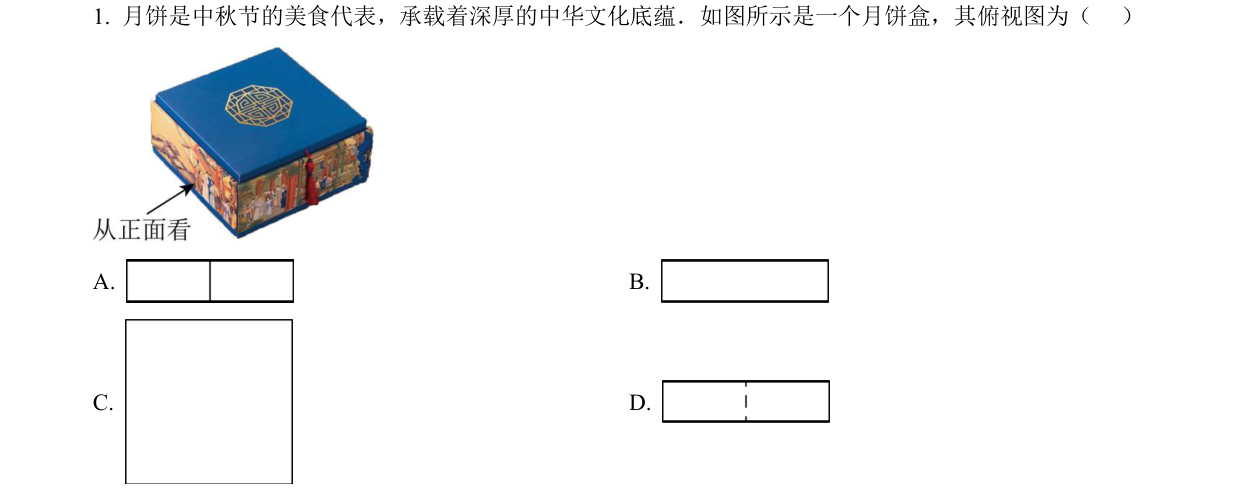 1. 月饼是中秋节的美食代表，承载着深厚的中华文化底蕴．如图所示是一个月饼盒，其俯视图为（ ）
从正面看
A.
B.
C.
D.